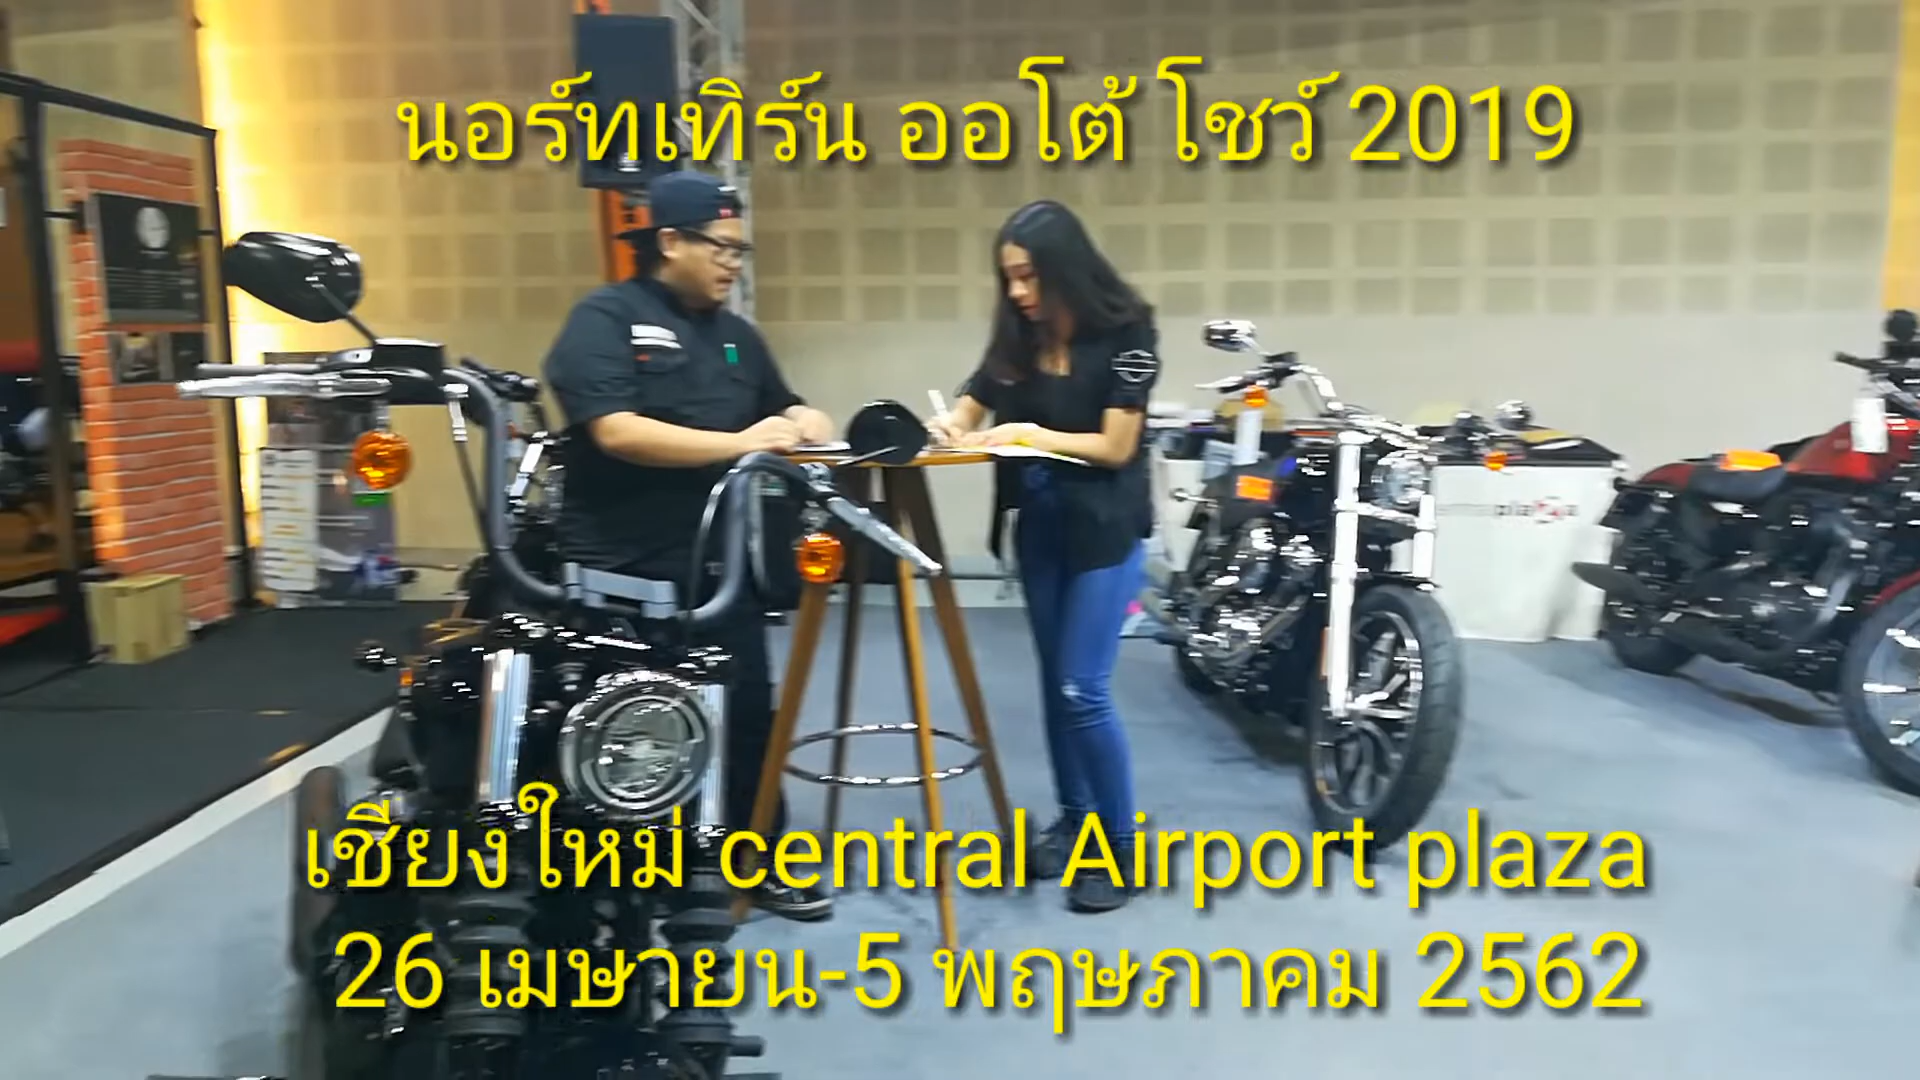 นอร์ทเทิร์น ออโต้ โชว์ 2019
plaza
เชียงใหม่ central Airport plaza
26 เมษายน-5 พฤษภาคม 2562